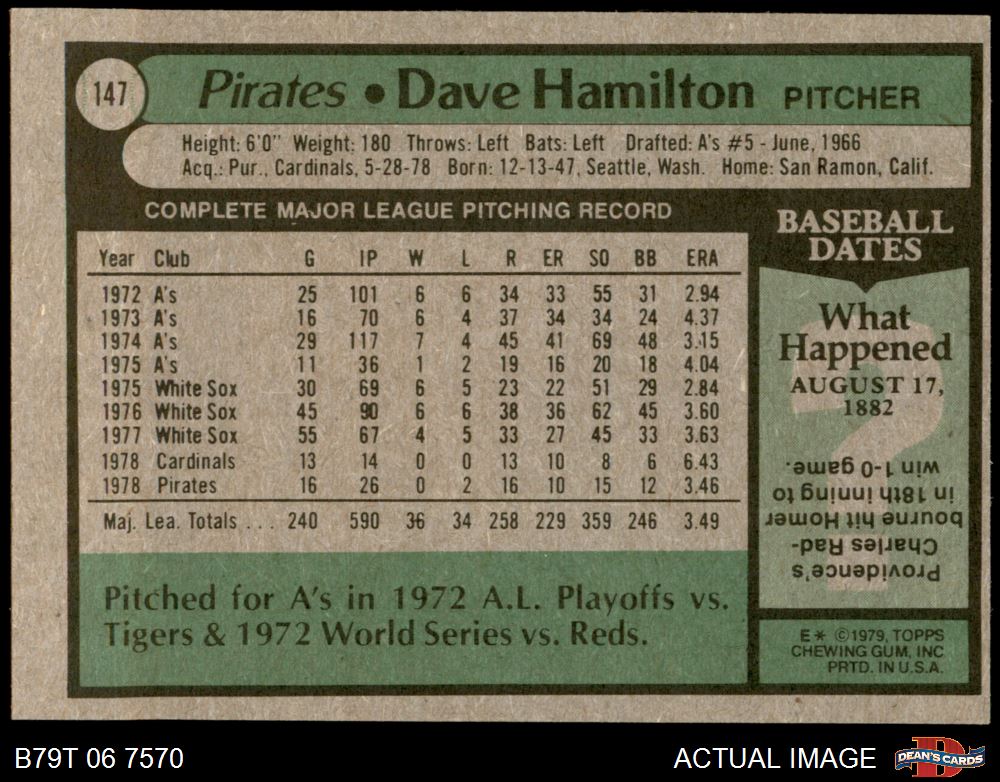 147
Pirates • Dave Hamilton PITCHER
Height: 6'0" Weight: 180 Throws: Left Bats: Left Drafted: A's #5 - June, 1966
Acq.: Pur., Cardinals, 5-28-78 Born: 12-13-47, Seattle, Wash. Home: San Ramon, Calif.
COMPLETE MAJOR LEAGUE PITCHING RECORD
Year Club G IP W L R ER SO BB ERA
1972 A's 25 101 6 6 34 33 55 31 2.94
1973 A's 16 70 6 4 37 34 34 24 4.37
1974 A's 29 117 7 4 45 41 69 48 3.15
1975 A's 11 36 1 2 19 16 20 18 4.04
1975 White Sox 30 69 6 5 23 22 51 29 2.84
1976 White Sox 45 90 6 6 38 36 62 45 3.60
1977 White Sox 55 67 4 5 33 27 45 33 3.63
1978 Cardinals 13 14 0 0 13 10 8 6 6.43
1978 Pirates 16 26 0 2 16 10 15 12 3.46
Maj. Lea. Totals . . . 240 590 36 34 258 229 359 246 3.49
Pitched for A's in 1972 A.L. Playoffs vs.
Tigers & 1972 World Series vs. Reds.
BASEBALL
DATES
What
Happened
AUGUST 17,
1882
Providence's
Charles Rad-
bourne hit Homer
in 18th inning to
win 1-0 game.
E* ©1979, TOPPS
CHEWING GUM, INC
PRTD. IN U.S.A.
B79T 06 7570
ACTUAL IMAGE
D
DEAN'S CARDS